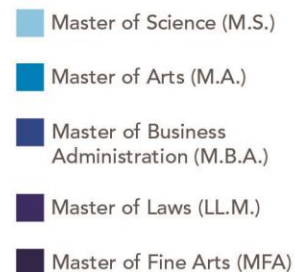 Master of Science (M.S.)
Master of Arts (M.A.)
Master of Business
Administration (M.B.A.)
Master of Laws (LL.M.)
Master of Fine Arts (MFA)